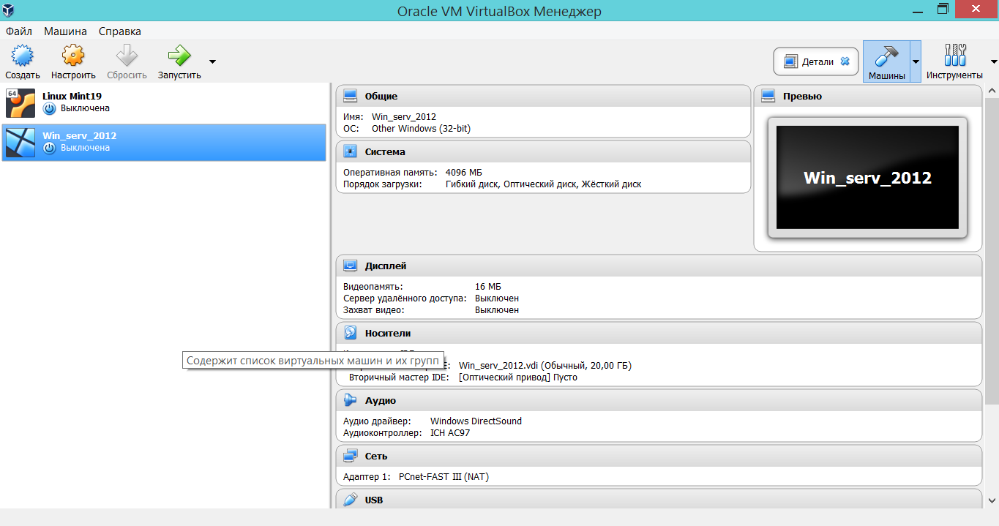 Oracle VM VirtualBox Менеджер
Файл Машина Справка
Создать Настроить Сбросить Запустить
Детали Машины Инструменты
64
Linux Mint19
Выключена
Win_serv_2012
Выключена
Общие
Имя: Win_serv_2012
ОС: Other Windows (32-bit)
Система
Оперативная память: 4096 МБ
Порядок загрузки: Гибкий диск, Оптический диск, Жёсткий диск
Превью
Win_serv_2012
Дисплей
Видеопамять: 16 МБ
Сервер удалённого доступа: Выключен
Захват видео: Выключен
Носители
Содержит список виртуальных машин и их групп
Win_serv_2012.vdi (Обычный, 20,00 ГБ)
Вторичный мастер IDE: [Оптический привод] Пусто
Аудио
Аудио драйвер: Windows DirectSound
Аудиоконтроллер: ICH AC97
Сеть
Адаптер 1: PCnet-FAST III (NAT)
USB